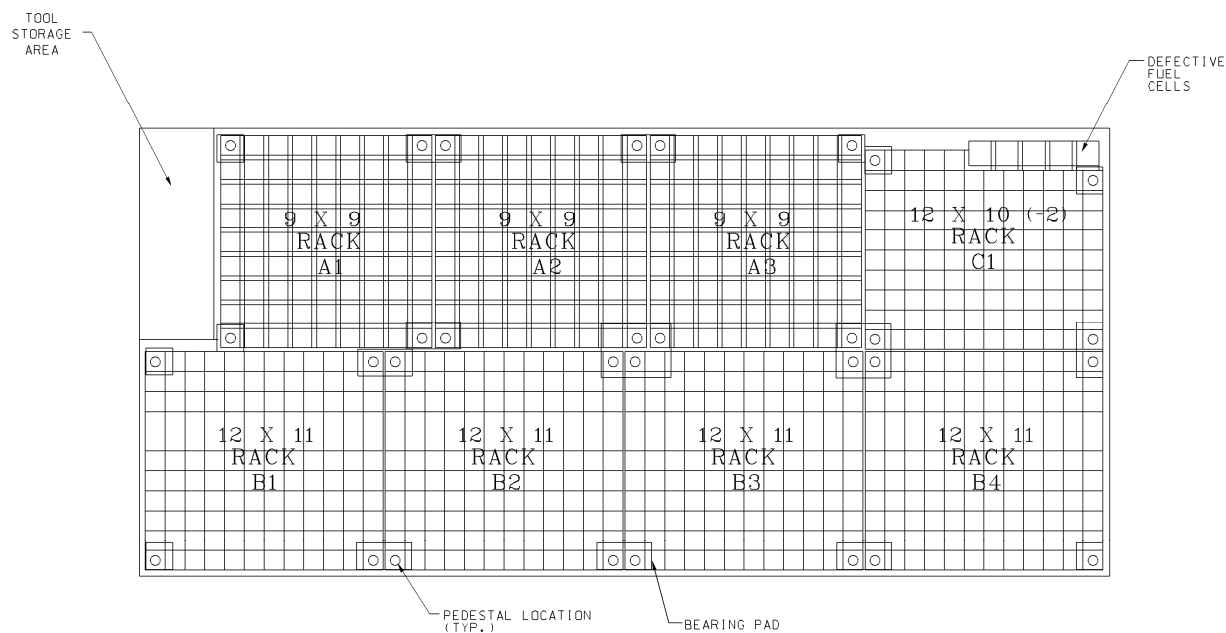 TOOL
STORAGE
AREA
DEFECTIVE
FUEL
CELLS
9 X 9
RACK
A1
9 X 9
RACK
A2
9 X 9
RACK
A3
12 X 10 (-2)
RACK
C1
12 X 11
RACK
B1
12 X 11
RACK
B2
12 X 11
RACK
B3
12 X 11
RACK
B4
PEDESTAL LOCATION
(TYP.)
BEARING PAD